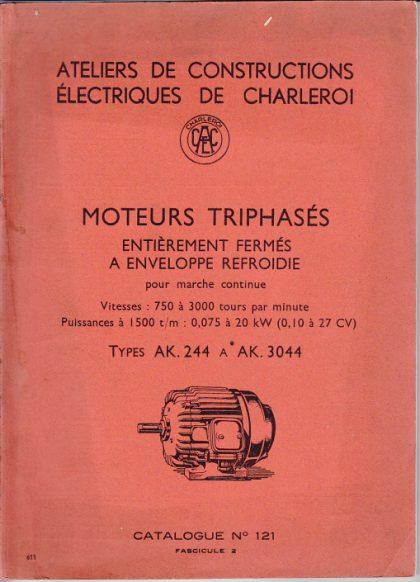 ATELIERS DE CONSTRUCTIONS
ÉLECTRIQUES DE CHARLEROI
CHARLEROI
ACEC
MOTEURS TRIPHASÉS
ENTIÈREMENT FERMÉS
A ENVELOPPE REFROIDIE
pour marche continue
Vitesses : 750 à 3000 tours par minute
Puissances à 1500 t/m : 0,075 à 20 kW (0,10 à 27 CV)
TYPES AK. 244 A AK. 3044
CATALOGUE Nº 121
FASCICULE 2